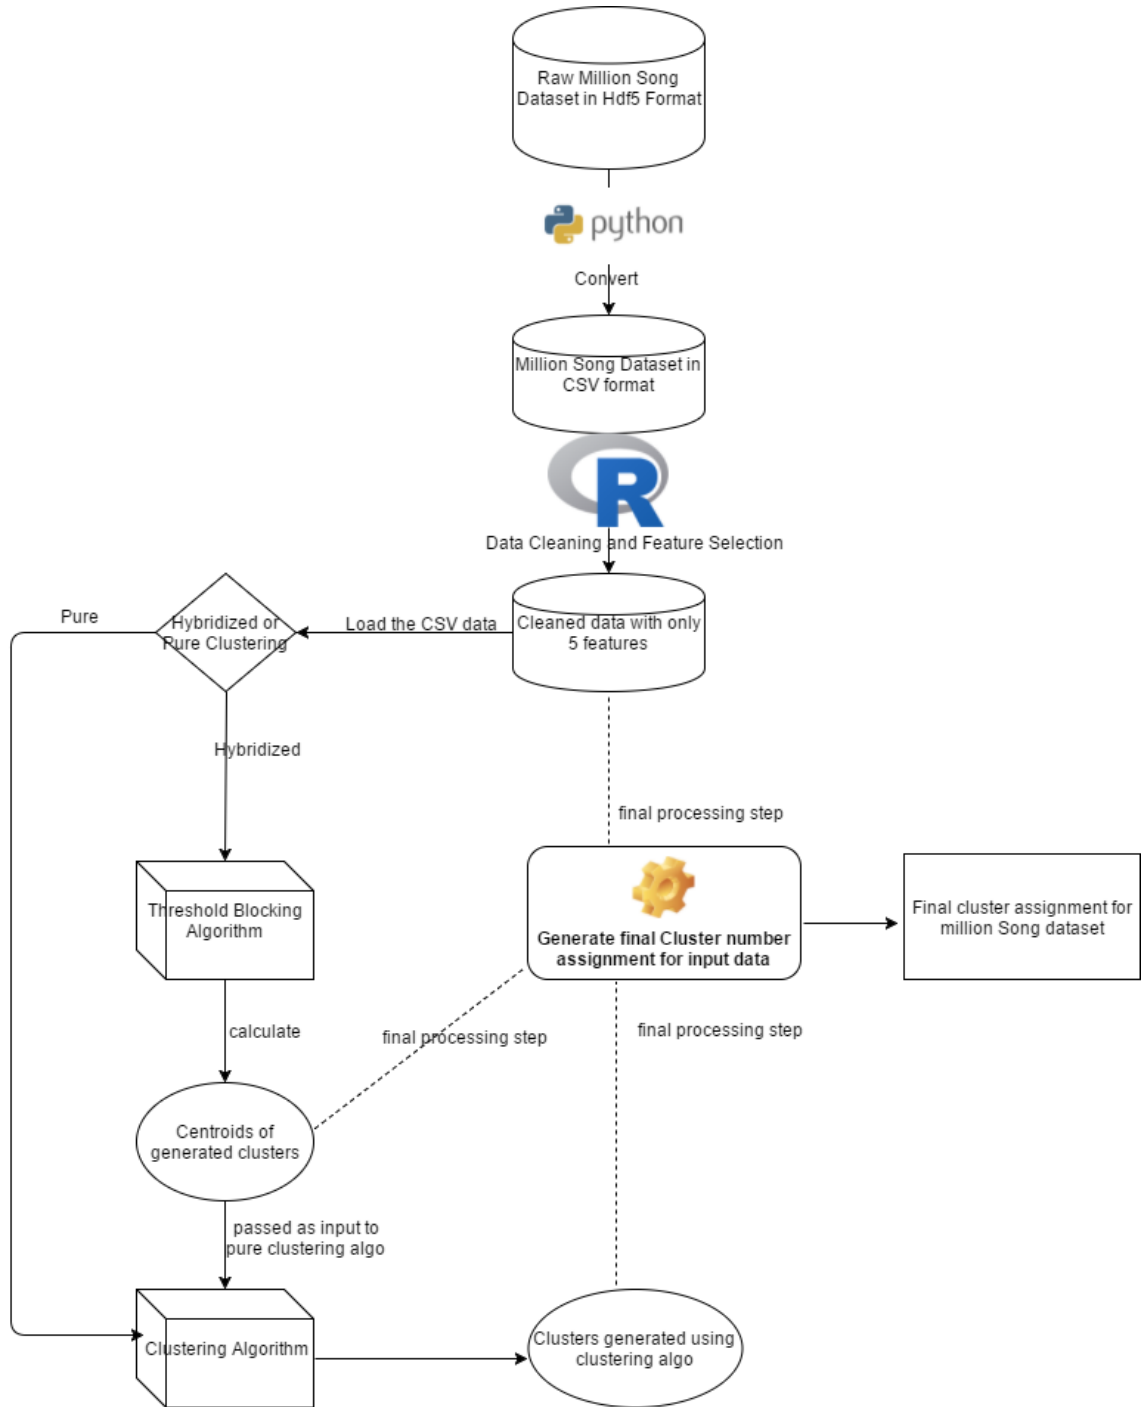 Raw Million Song
Dataset in Hdf5 Format
python
Convert
Million Song Dataset in
CSV format
R
Data Cleaning and Feature Selection
Pure
Hybridized or
Pure Clustering
Load the CSV data
Cleaned data with only
5 features
Hybridized
final processing step
Threshold Blocking
Algorithm
Generate final Cluster number
assignment for input data
Final cluster assignment for
million Song dataset
calculate
final processing step
final processing step
Centroids of
generated clusters
passed as input to
pure clustering algo
Clustering Algorithm
Clusters generated using
clustering algo